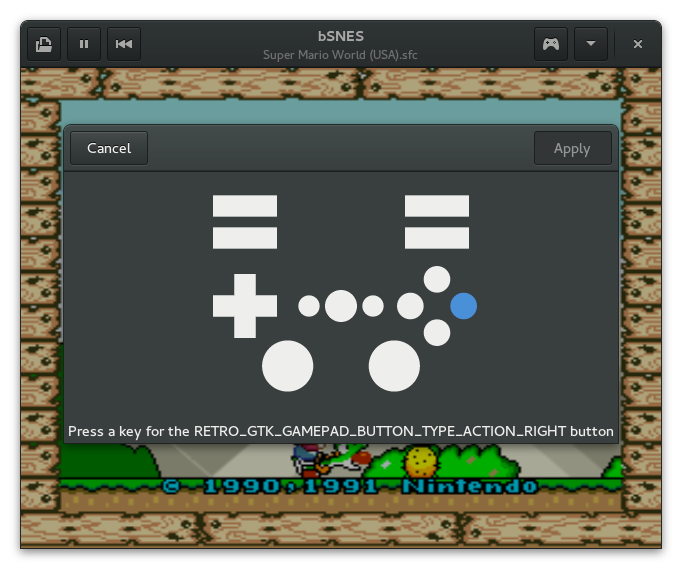 bSNES
Super Mario World (USA).sfc
Cancel
Apply
Press a key for the RETRO_GTK_GAMEPAD_BUTTON_TYPE_ACTION_RIGHT button
© 1990,1991 Nintendo